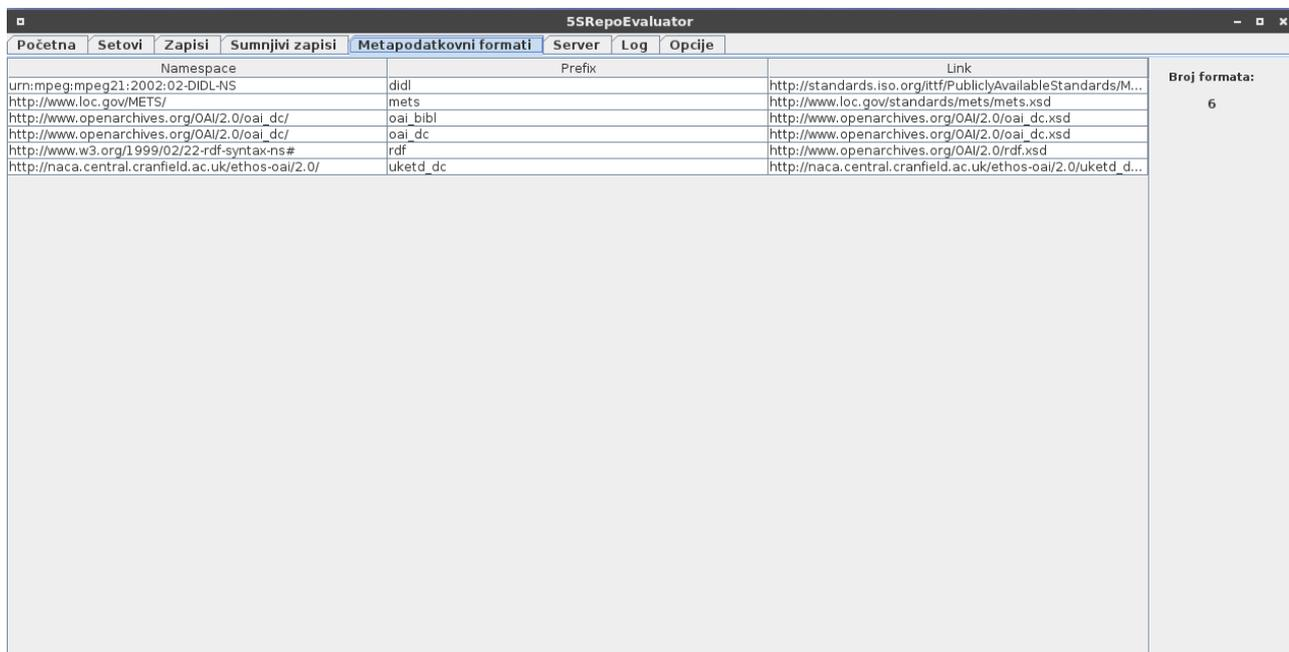 5SRepoEvaluator
Početna Setovi Zapisi Sumnjivi zapisi Metapodatkovni formati Server Log Opcije
Namespace Prefix Link
urn:mpeg:mpeg21:2002:02-DIDL-NS didl http://standards.iso.org/ittf/PubliclyAvailableStandards/M...
http://www.loc.gov/METS/ mets http://www.loc.gov/standards/mets/mets.xsd
http://www.openarchives.org/OAI/2.0/oai_dc/ oai_bibl http://www.openarchives.org/OAI/2.0/oai_dc.xsd
http://www.openarchives.org/OAI/2.0/oai_dc/ oai_dc http://www.openarchives.org/OAI/2.0/oai_dc.xsd
http://www.w3.org/1999/02/22-rdf-syntax-ns# rdf http://www.openarchives.org/OAI/2.0/rdf.xsd
http://naca.central.cranfield.ac.uk/ethos-oai/2.0/ uketd_dc http://naca.central.cranfield.ac.uk/ethos-oai/2.0/uketd_d...
Broj formata:
6